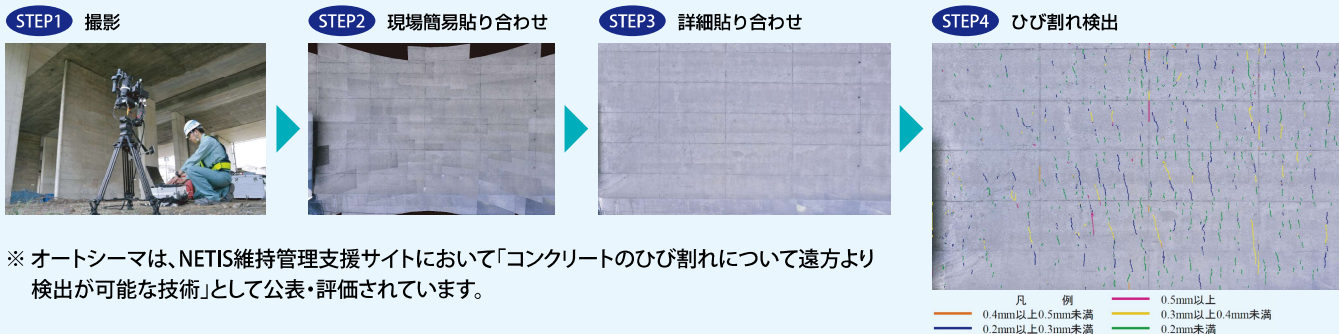 STEP1 撮影
STEP2 現場簡易貼り合わせ
STEP3 詳細貼り合わせ
STEP4 ひび割れ検出
※ オートシーマは、NETIS維持管理支援サイトにおいて「コンクリートのひび割れについて遠方より
検出が可能な技術」として公表・評価されています。
凡 例
0.5mm以上
0.4mm以上0.5mm未満
0.3mm以上0.4mm未満
0.2mm以上0.3mm未満
0.2mm未満